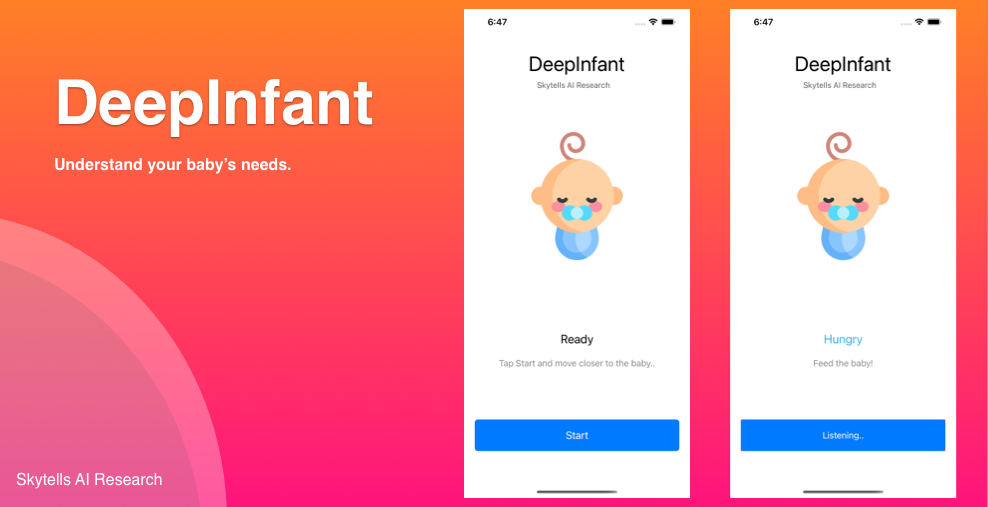 DeepInfant
Understand your baby’s needs.
Skytells AI Research
6:47
DeepInfant
Skytells AI Research
Ready
Tap Start and move closer to the baby..
Start
6:47
DeepInfant
Skytells AI Research
Hungry
Feed the baby!
Listening..